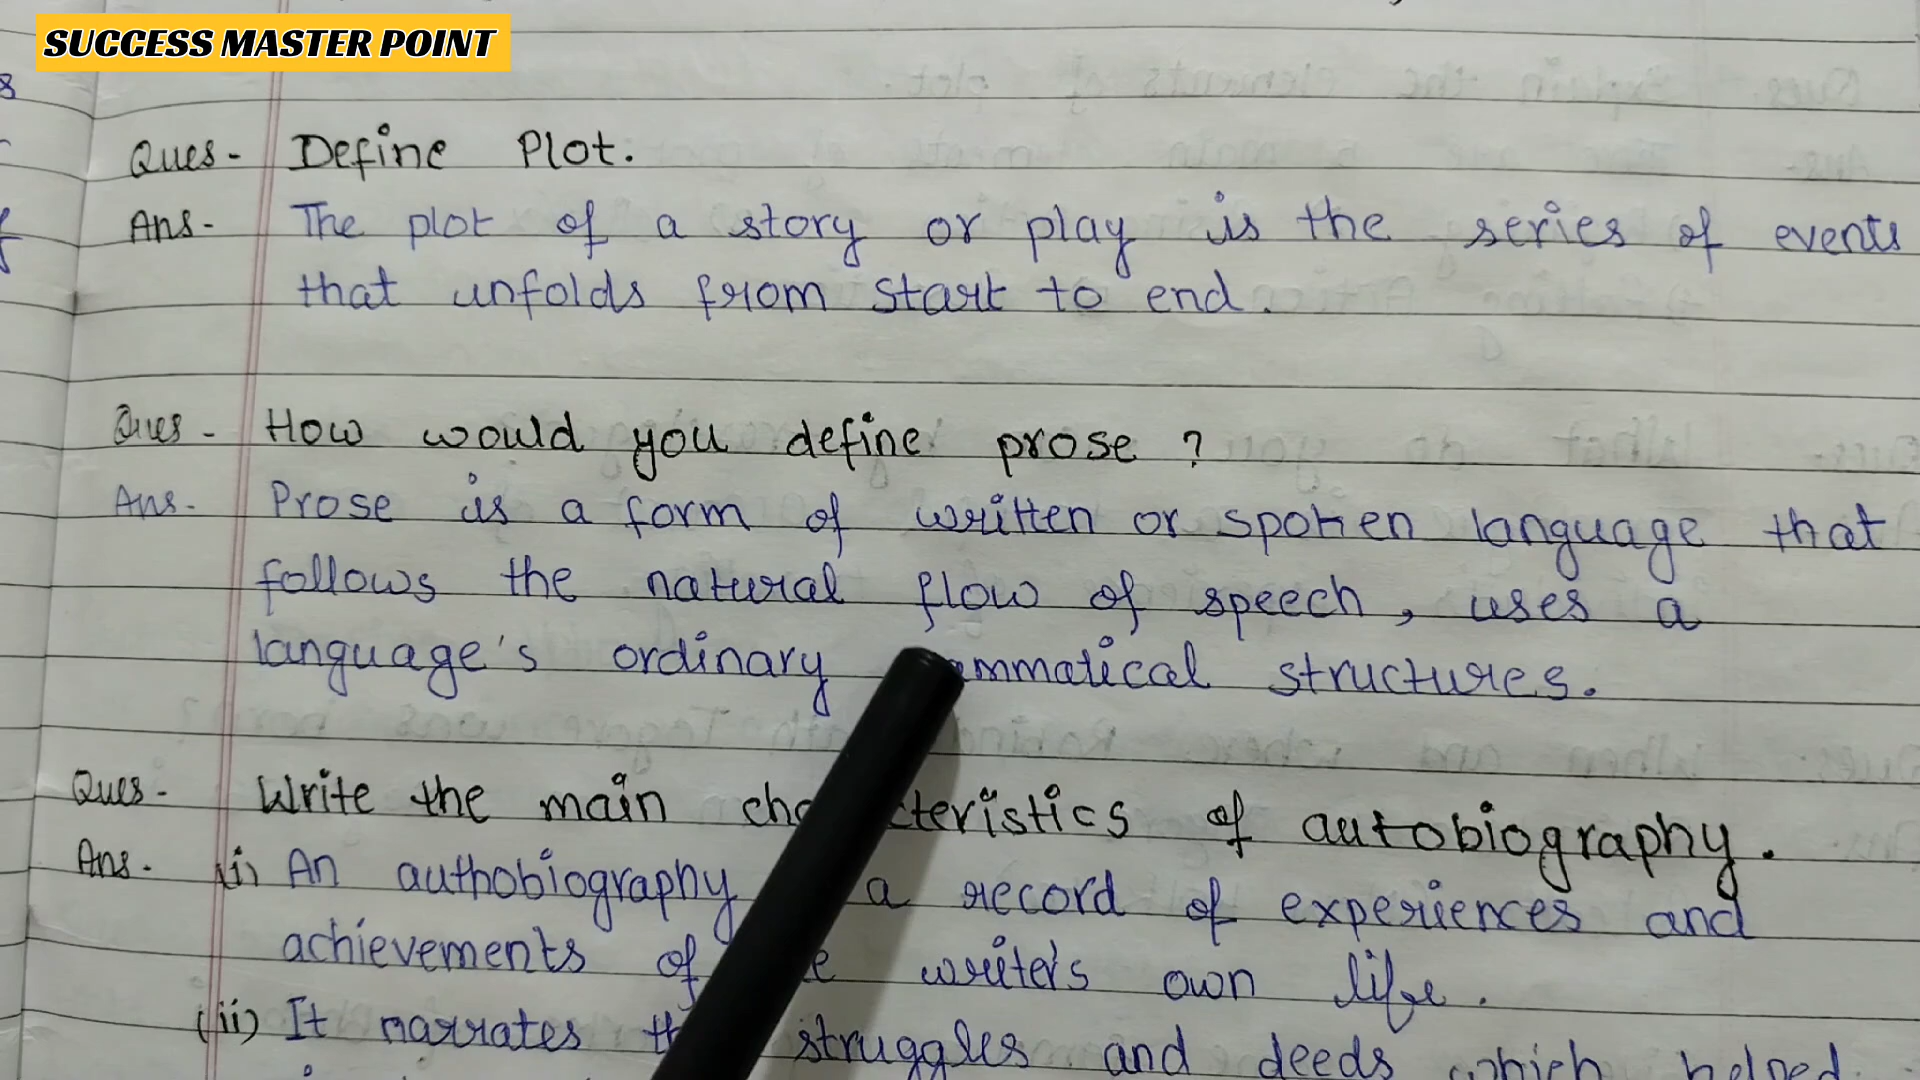 SUCCESS MASTER POINT
Ques- Define Plot.
Ans- The plot of a story or play is the series of events
that unfolds from start to end.
Ques- How would you define prose ?
Ans- Prose is a form of written or spoken language that
follows the natural flow of speech, uses a
language's ordinary mmatical structures.
Ques- Write the main cha cteristics of autobiography.
Ans- (i) An authobiography a record of experiences and
achievements of e writer's own life.
(ii) It narrates th struggles and deeds which helped